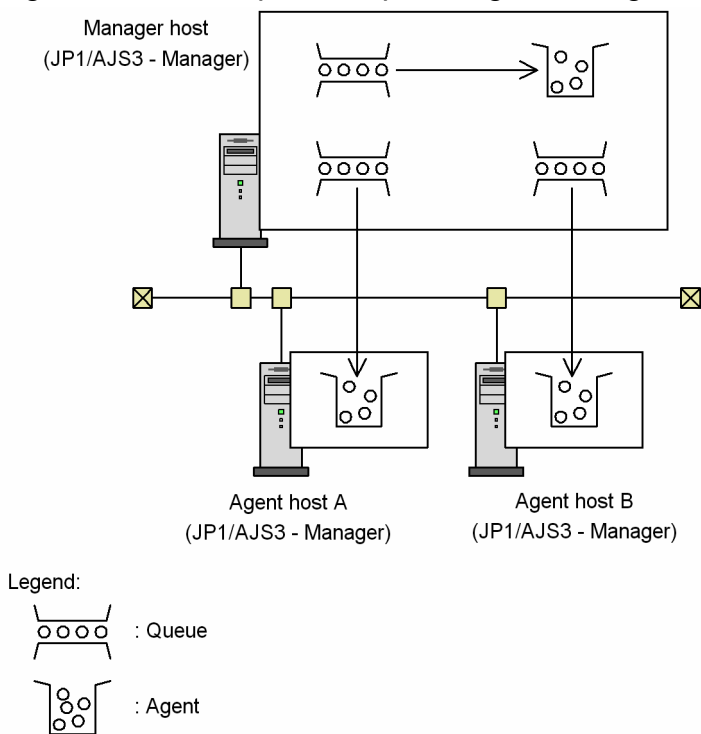 Manager host
(JP1/AJS3 - Manager)
Agent host A
(JP1/AJS3 - Manager)
Agent host B
(JP1/AJS3 - Manager)
Legend:
: Queue
: Agent